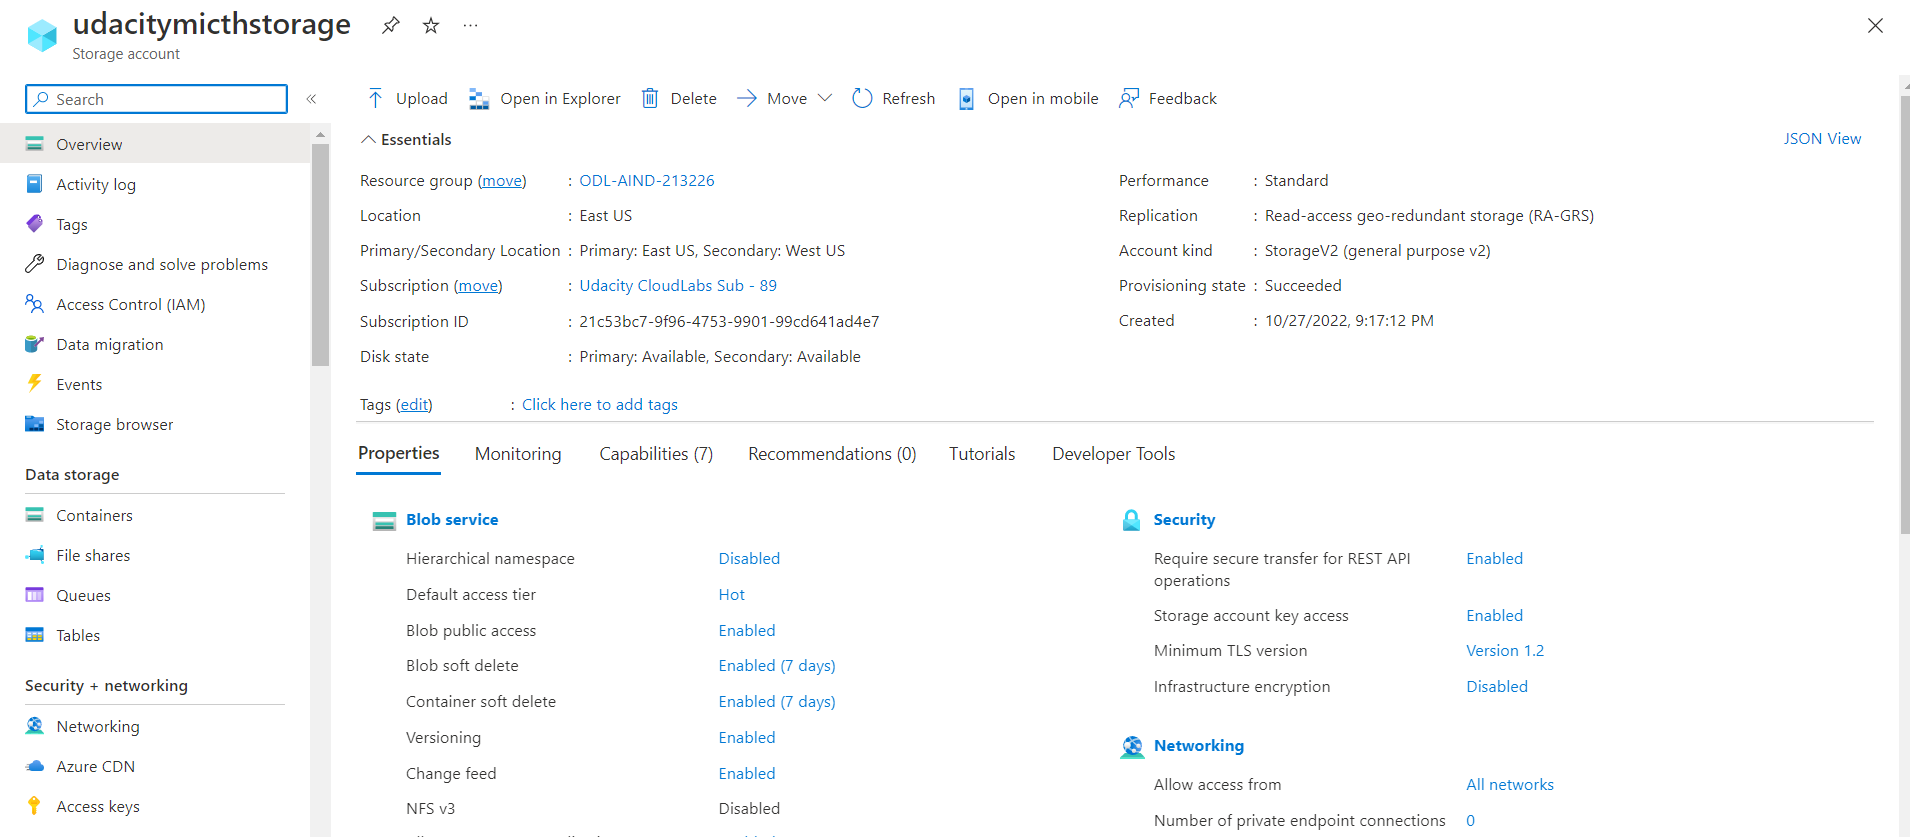 udacitymicthstorage
Storage account
Search
Overview
Activity log
Tags
Diagnose and solve problems
Access Control (IAM)
Data migration
Events
Storage browser
Data storage
Containers
File shares
Queues
Tables
Security + networking
Networking
Azure CDN
Access keys
Upload Open in Explorer Delete Move Refresh Open in mobile Feedback
Essentials
JSON View
Resource group (move) : ODL-AIND-213226
Location : East US
Primary/Secondary Location : Primary: East US, Secondary: West US
Subscription (move) : Udacity CloudLabs Sub - 89
Subscription ID : 21c53bc7-9f96-4753-9901-99cd641ad4e7
Disk state : Primary: Available, Secondary: Available
Performance : Standard
Replication : Read-access geo-redundant storage (RA-GRS)
Account kind : StorageV2 (general purpose v2)
Provisioning state : Succeeded
Created : 10/27/2022, 9:17:12 PM
Tags (edit) : Click here to add tags
Properties Monitoring Capabilities (7) Recommendations (0) Tutorials Developer Tools
Blob service
Hierarchical namespace Disabled
Default access tier Hot
Blob public access Enabled
Blob soft delete Enabled (7 days)
Container soft delete Enabled (7 days)
Versioning Enabled
Change feed Enabled
NFS v3 Disabled
Security
Require secure transfer for REST API Enabled
operations
Storage account key access Enabled
Minimum TLS version Version 1.2
Infrastructure encryption Disabled
Networking
Allow access from All networks
Number of private endpoint connections 0